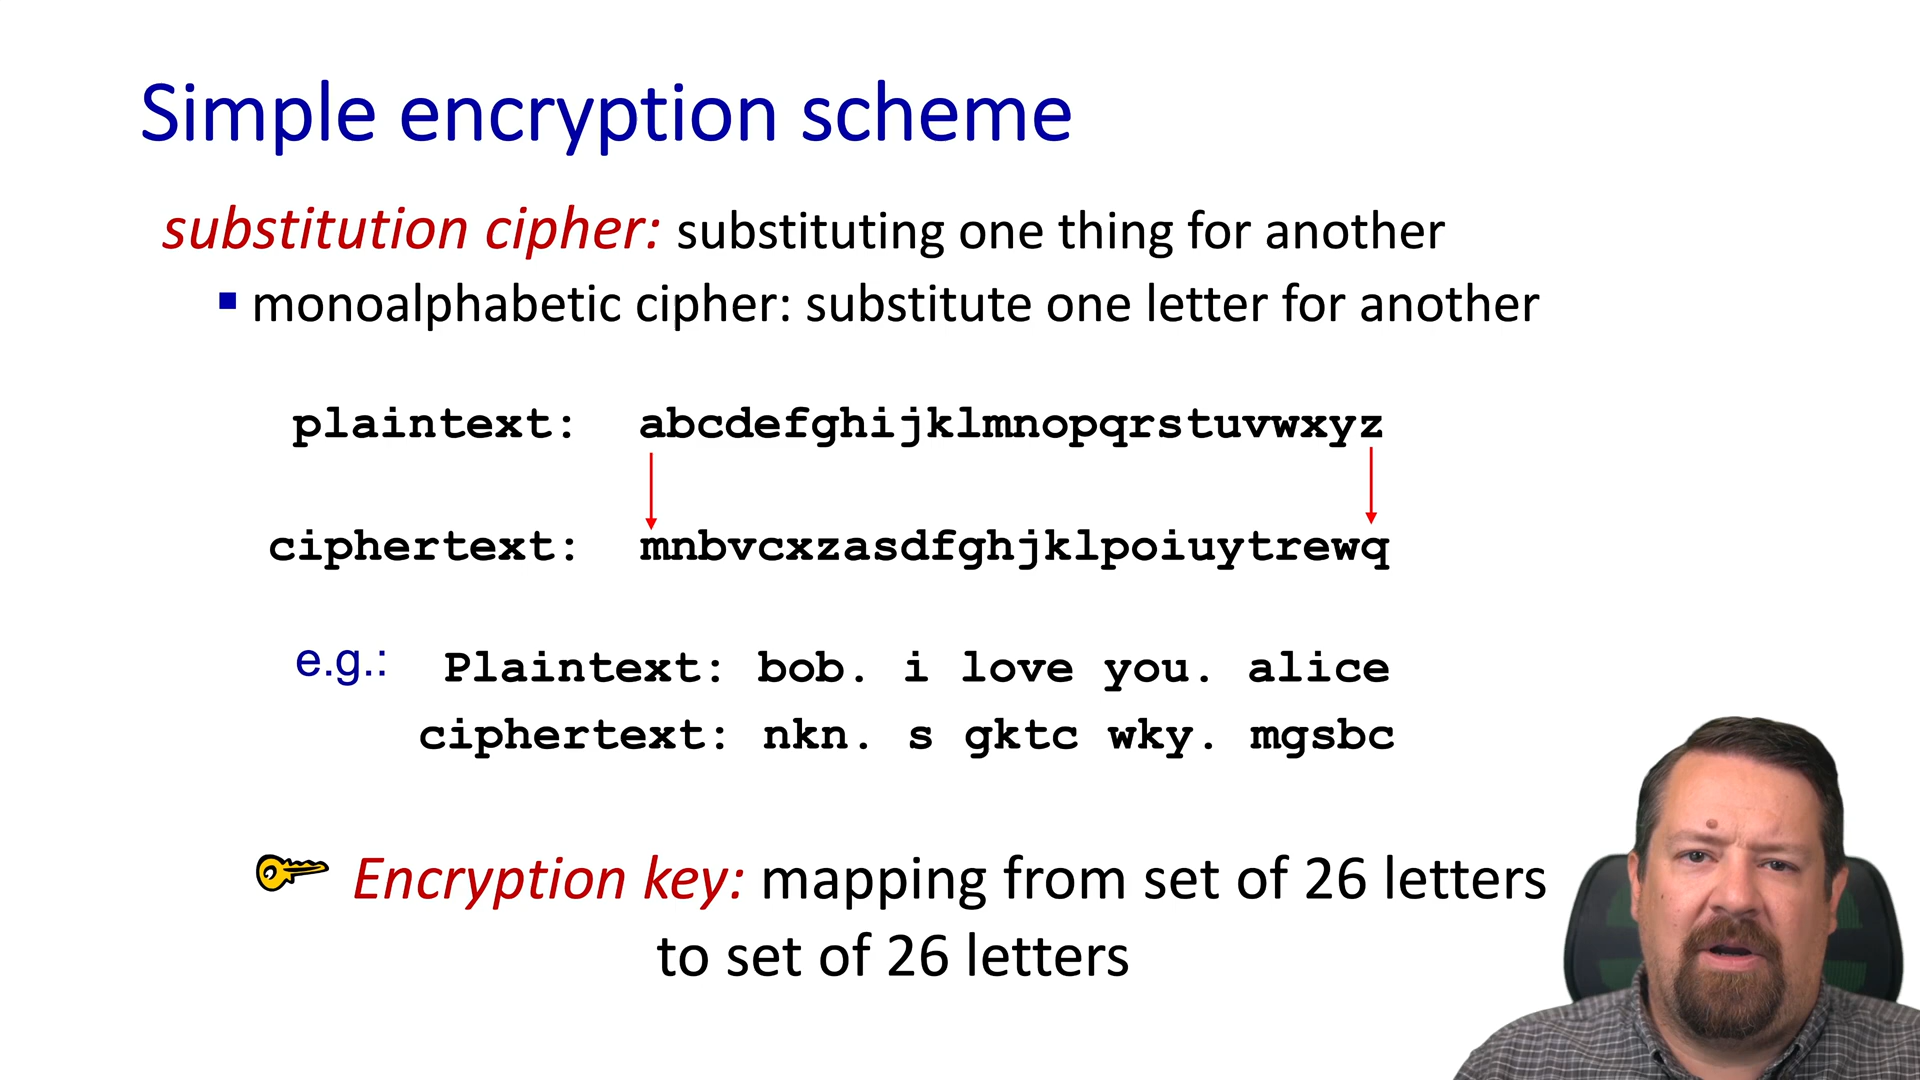 Simple encryption scheme
substitution cipher: substituting one thing for another
▪ monoalphabetic cipher: substitute one letter for another
plaintext: abcdefghijklmnopqrstuvwxyz
ciphertext: mnbvcxzasdfghjklpoiuytrewq
e.g.: Plaintext: bob. i love you. alice
ciphertext: nkn. s gktc wky. mgsbc
Encryption key: mapping from set of 26 letters
to set of 26 letters